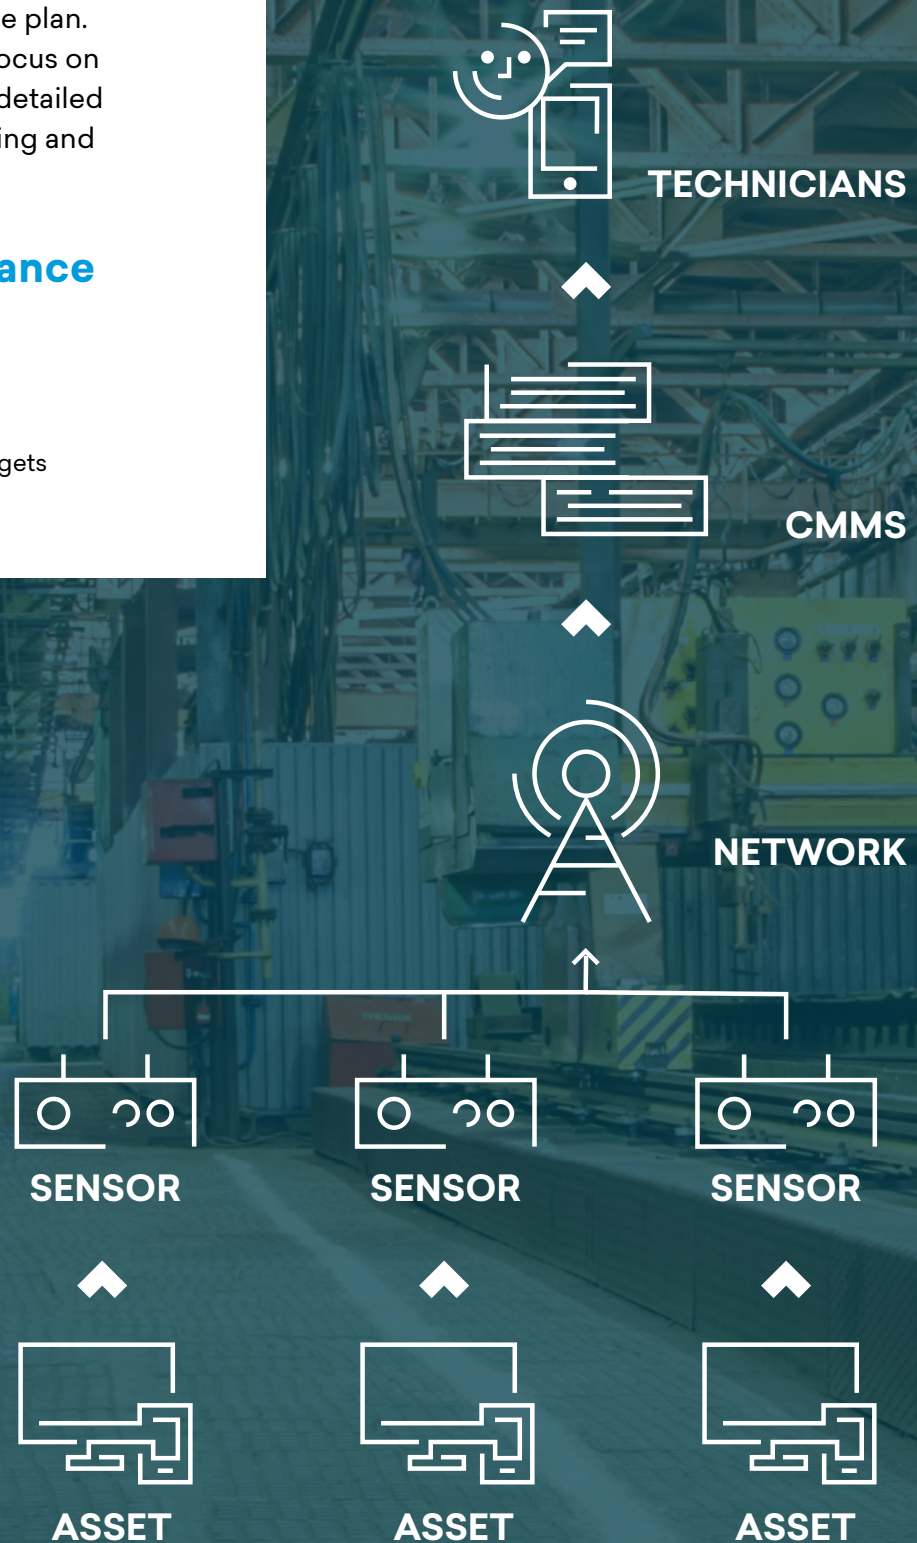 e plan.
ocus on
detailed
ing and
ance
gets
TECHNICIANS
CMMS
NETWORK
SENSOR SENSOR SENSOR
ASSET ASSET ASSET